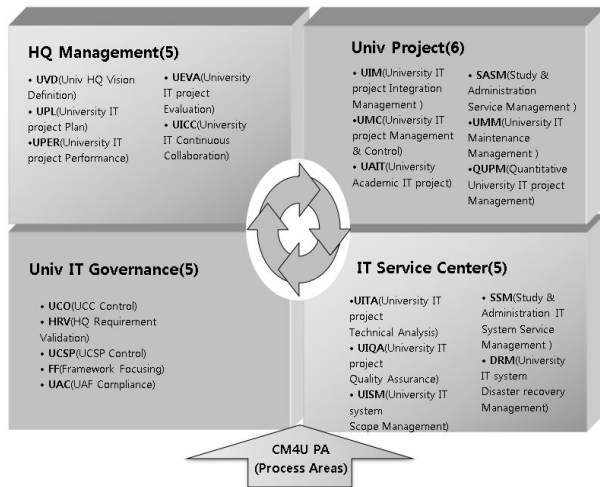 HQ Management(5)
• UVD(Univ HQ Vision
Definition)
• UPL(University IT
project Plan)
•UPER(University IT
project Performance)
• UEVA(University
IT project
Evaluation)
• UICC(University
IT Continuous
Collaboration)
Univ Project(6)
• UIM(University IT
project Integration
Management )
•UMC(University IT
project Management
& Control)
• UAIT(University
Academic IT project)
• SASM(Study &
Administration
Service Management )
•UMM(University IT
Maintenance
Management )
•QUPM(Quantitative
University IT project
Management)
Univ IT Governance(5)
• UCO(UCC Control)
• HRV(HQ Requirement
Validation)
• UCSP(UCSP Control)
• FF(Framework Focusing)
• UAC(UAF Compliance)
IT Service Center(5)
•UITA(University IT
project
Technical Analysis)
• UIQA(University IT
project
Quality Assurance)
• UISM(University IT
system
Scope Management)
• SSM(Study &
Administration IT
System Service
Management )
• DRM(University
IT system
Disaster recovery
Management)
CM4U PA
(Process Areas)